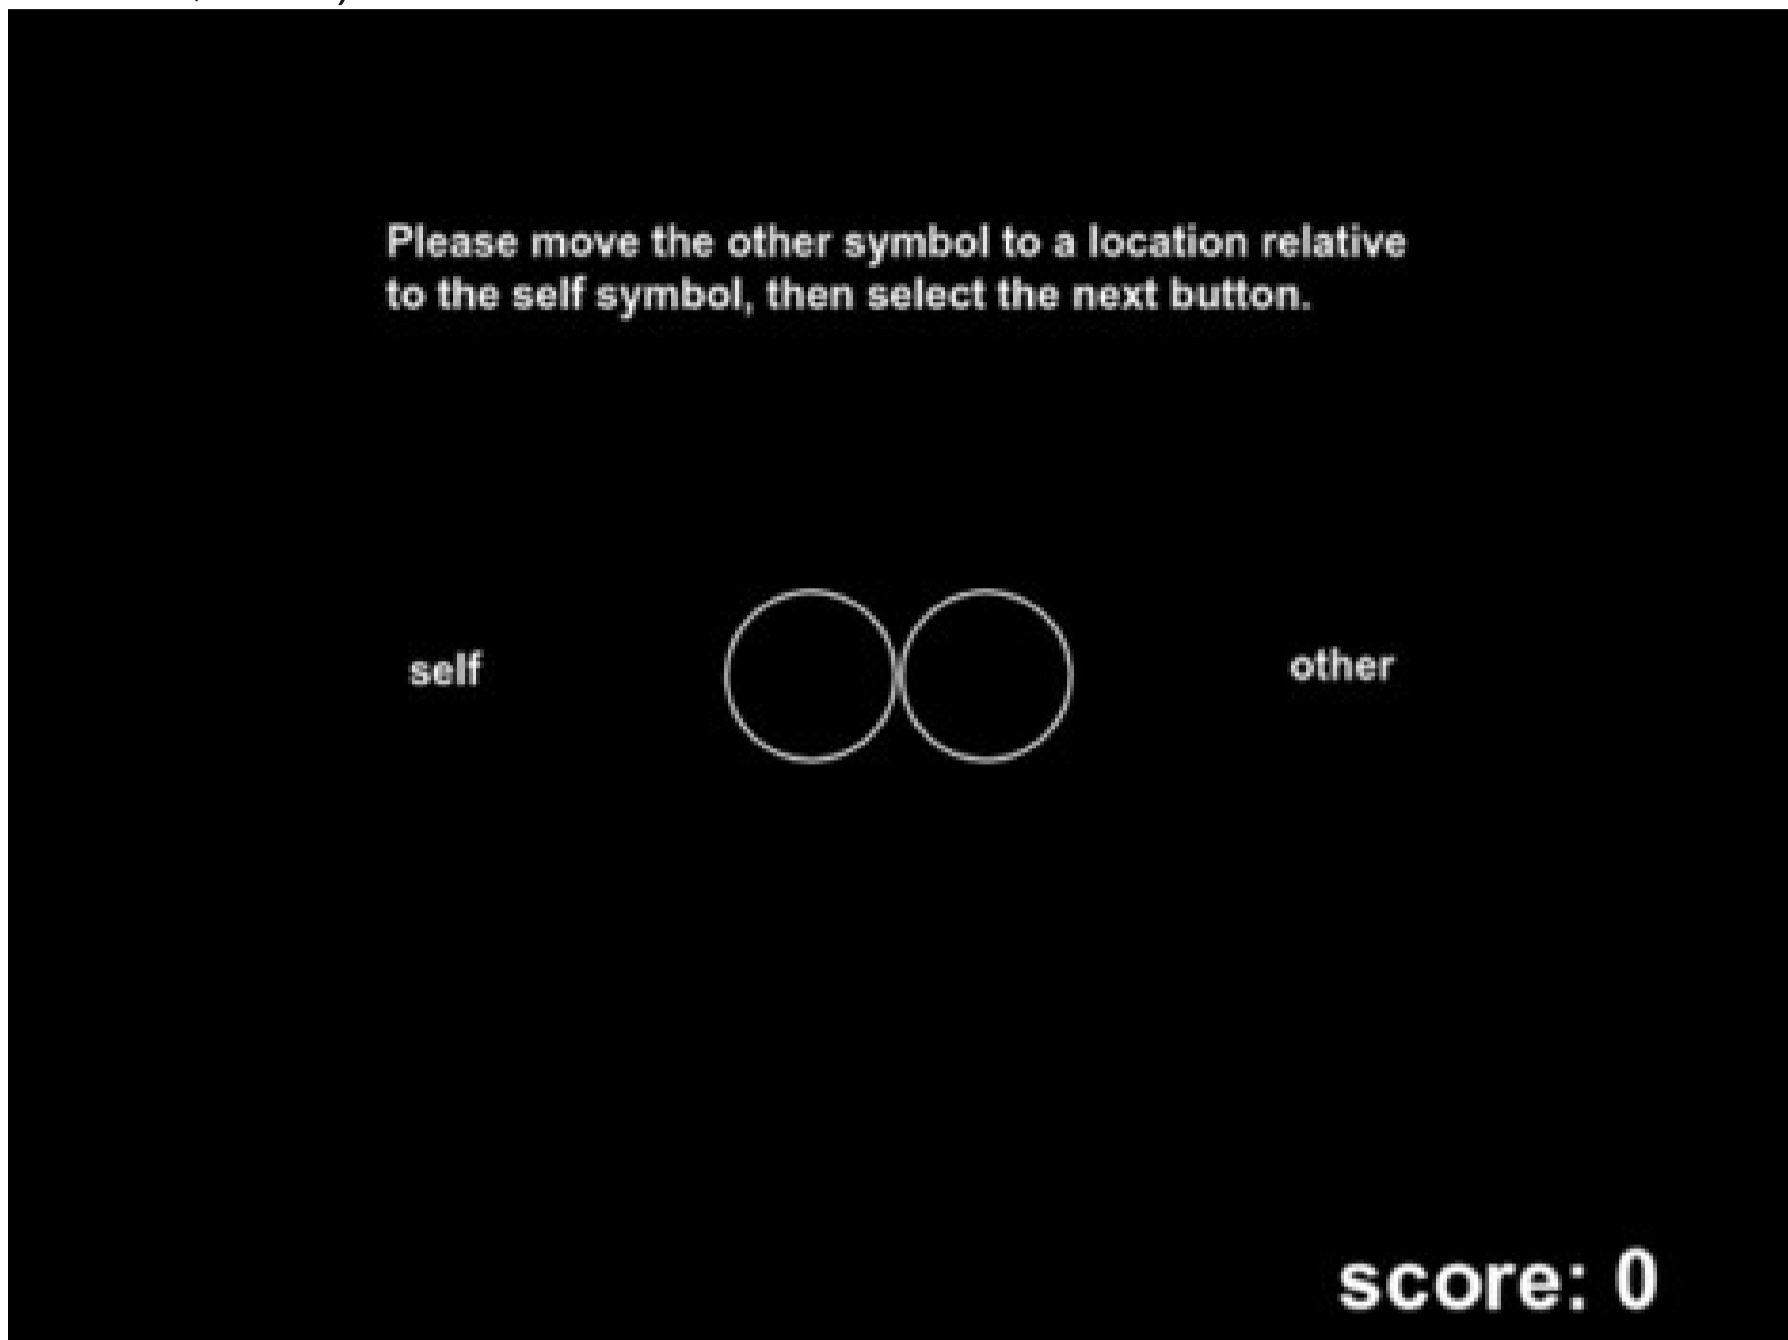 Please move the other symbol to a location relative
to the self symbol, then select the next button.
self other
score: 0